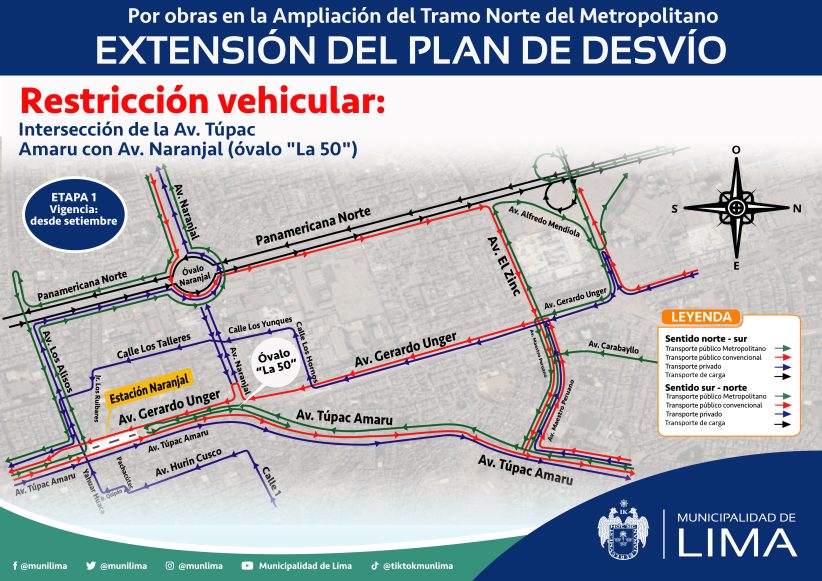 Por obras en la Ampliación del Tramo Norte del Metropolitano
EXTENSIÓN DEL PLAN DE DESVÍO
Restricción vehicular:
Intersección de la Av. Túpac
Amaru con Av. Naranjal (óvalo "La 50")
ETAPA 1
Vigencia:
desde setiembre
Av. Naranjal
Panamericana Norte
Óvalo
Naranjal
Panamericana Norte
Av. Alfredo Mendiola
Av. El Zinc
Av. Gerardo Unger
O
S
N
E
Av. Los Alisos
Calle Los Talleres
Calle Los Yunques
Calle Los Hornos
Av. Naranjal
Óvalo
"La 50"
Av. Gerardo Unger
Av. Maestro Peruano
Av. Carabayllo
Jr. Los Rulbares
Estación Naranjal
Av. Gerardo Unger
Av. Túpac Amaru
Av. Túpac Amaru
Av. Maestro Peruano
Av. Túpac Amaru
Av. Túpac Amaru
Yahuar Huaca
Pachacútec
Av. Hurin Cusco
Calle 1
LEYENDA
Sentido norte - sur
Transporte público Metropolitano
Transporte público convencional
Transporte privado
Transporte de carga
Sentido sur - norte
Transporte público Metropolitano
Transporte público convencional
Transporte privado
Transporte de carga
MUNICIPALIDAD DE
LIMA
@munilima
@munilima
@munlima
Municipalidad de Lima
@tiktokmunlima